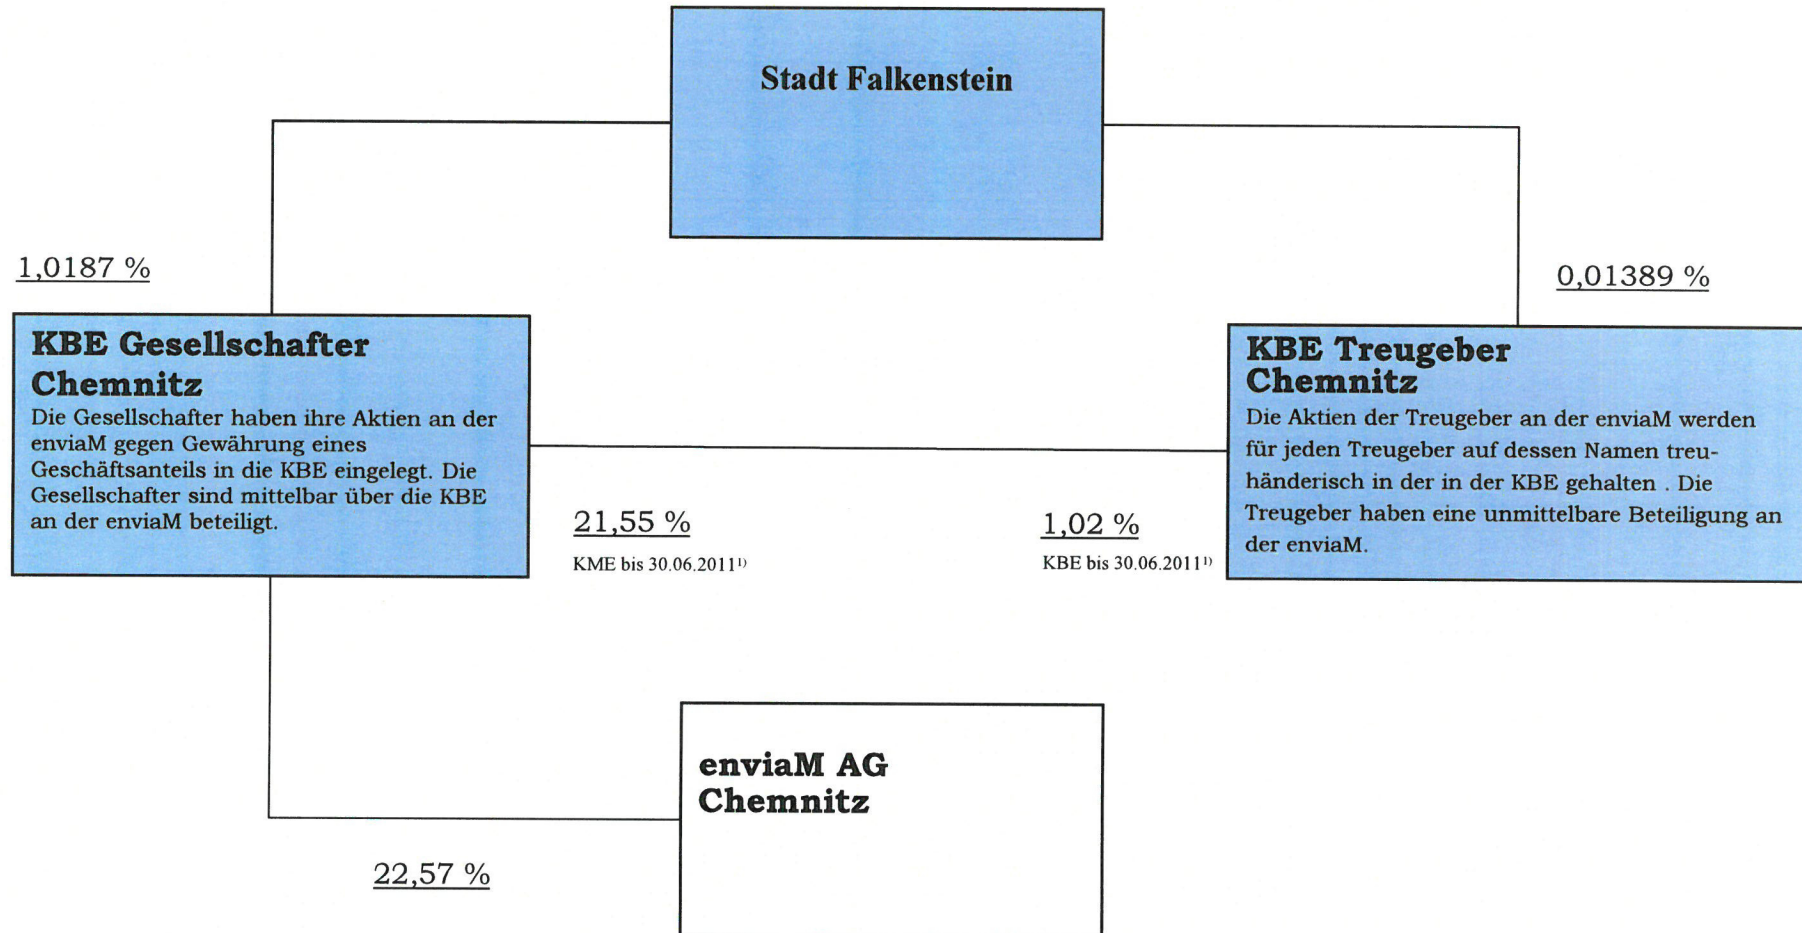 Stadt Falkenstein
1,0187 %
0,01389 %
KBE Gesellschafter
Chemnitz
Die Gesellschafter haben ihre Aktien an der
enviaM gegen Gewährung eines
Geschäftsanteils in die KBE eingelegt. Die
Gesellschafter sind mittelbar über die KBE
an der enviaM beteiligt.
KBE Treugeber
Chemnitz
Die Aktien der Treugeber an der enviaM werden
für jeden Treugeber auf dessen Namen treu-
händerisch in der in der KBE gehalten . Die
Treugeber haben eine unmittelbare Beteiligung an
der enviaM.
21,55 %
KME bis 30.06.2011¹⁾
1,02 %
KBE bis 30.06.2011¹⁾
enviaM AG
Chemnitz
22,57 %